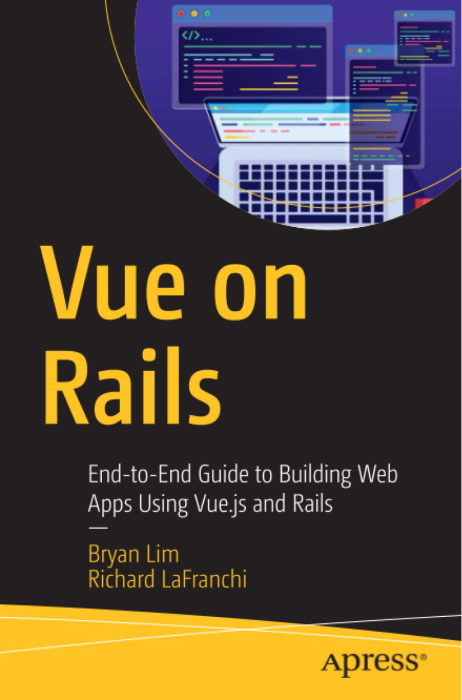 </>...
Vue on
Rails
End-to-End Guide to Building Web
Apps Using Vue.js and Rails
Bryan Lim
Richard LaFranchi
Apress®